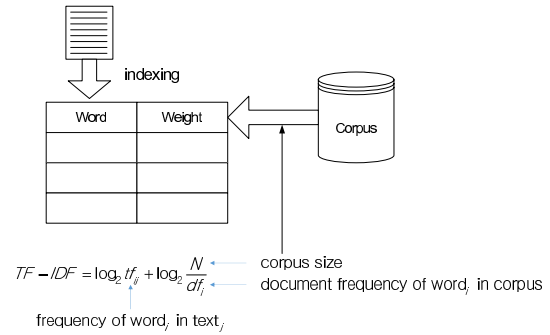 indexing
Word Weight
Corpus
TF – IDF = log₂ tfᵢⱼ + log₂ N/dfᵢ
corpus size
document frequency of wordᵢ in corpus
frequency of wordᵢ in textⱼ